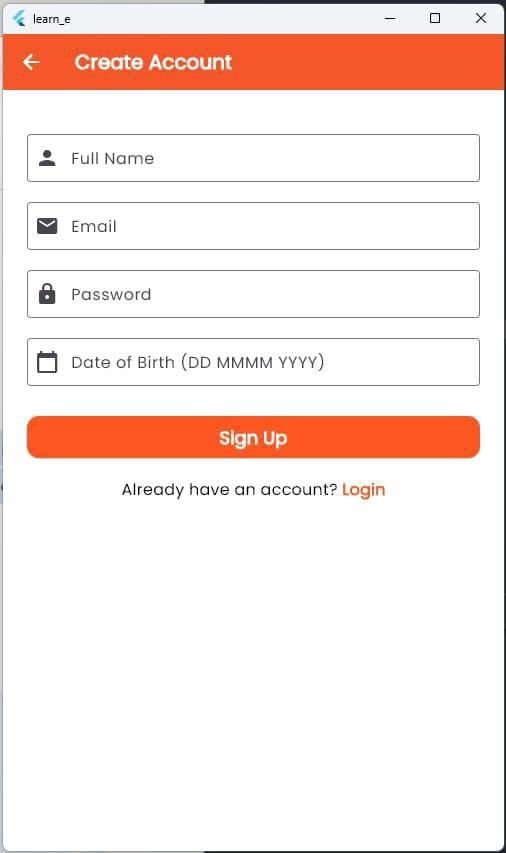 learn_e
Create Account
Full Name
Email
Password
Date of Birth (DD MMMM YYYY)
Sign Up
Already have an account? Login